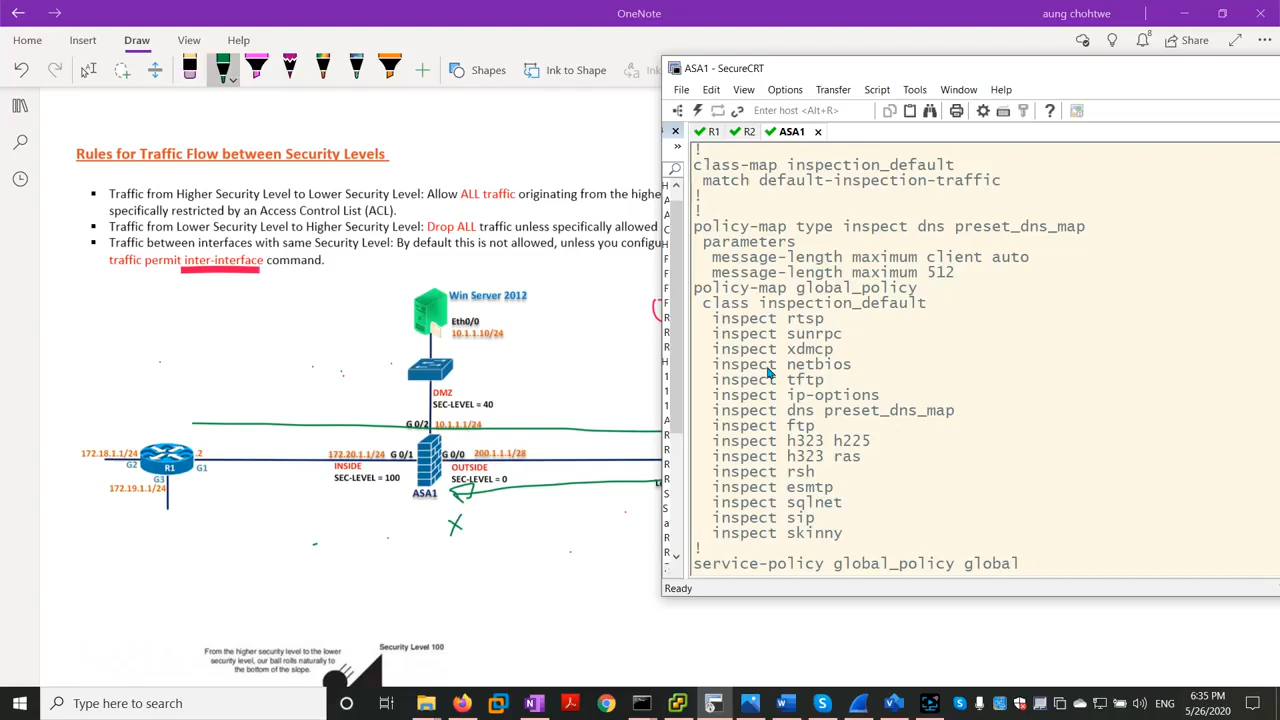 OneNote
aung chohtwe
Home Insert Draw View Help
Share
Shapes
Ink to Shape
Ink
Rules for Traffic Flow between Security Levels
Traffic from Higher Security Level to Lower Security Level: Allow ALL traffic originating from the highe
specifically restricted by an Access Control List (ACL).
Traffic from Lower Security Level to Higher Security Level: Drop ALL traffic unless specifically allowed
Traffic between interfaces with same Security Level: By default this is not allowed, unless you configu
traffic permit inter-interface command.
Win Server 2012
Eth0/0
10.1.1.10/24
DMZ
SEC-LEVEL = 40
G 0/2 10.1.1.1/24
172.18.1.1/24
G2
R1
.2
G1
G3
172.19.1.1/24
172.20.1.1/24 G 0/1
INSIDE
SEC-LEVEL = 100
G 0/0 200.1.1.1/28
OUTSIDE
SEC-LEVEL = 0
ASA1
X
From the higher security level to the lower
security level, our ball rolls naturally to
the bottom of the slope.
Security Level 100
ASA1 - SecureCRT
File Edit View Options Transfer Script Tools Window Help
Enter host <Alt+R>
R1 R2 ASA1
!
class-map inspection_default
match default-inspection-traffic
!
!
policy-map type inspect dns preset_dns_map
parameters
message-length maximum client auto
message-length maximum 512
policy-map global_policy
class inspection_default
inspect rtsp
inspect sunrpc
inspect xdmcp
inspect netbios
inspect tftp
inspect ip-options
inspect dns preset_dns_map
inspect ftp
inspect h323 h225
inspect h323 ras
inspect rsh
inspect esmtp
inspect sqlnet
inspect sip
inspect skinny
!
service-policy global_policy global
Ready
Type here to search
ENG
6:35 PM
5/26/2020